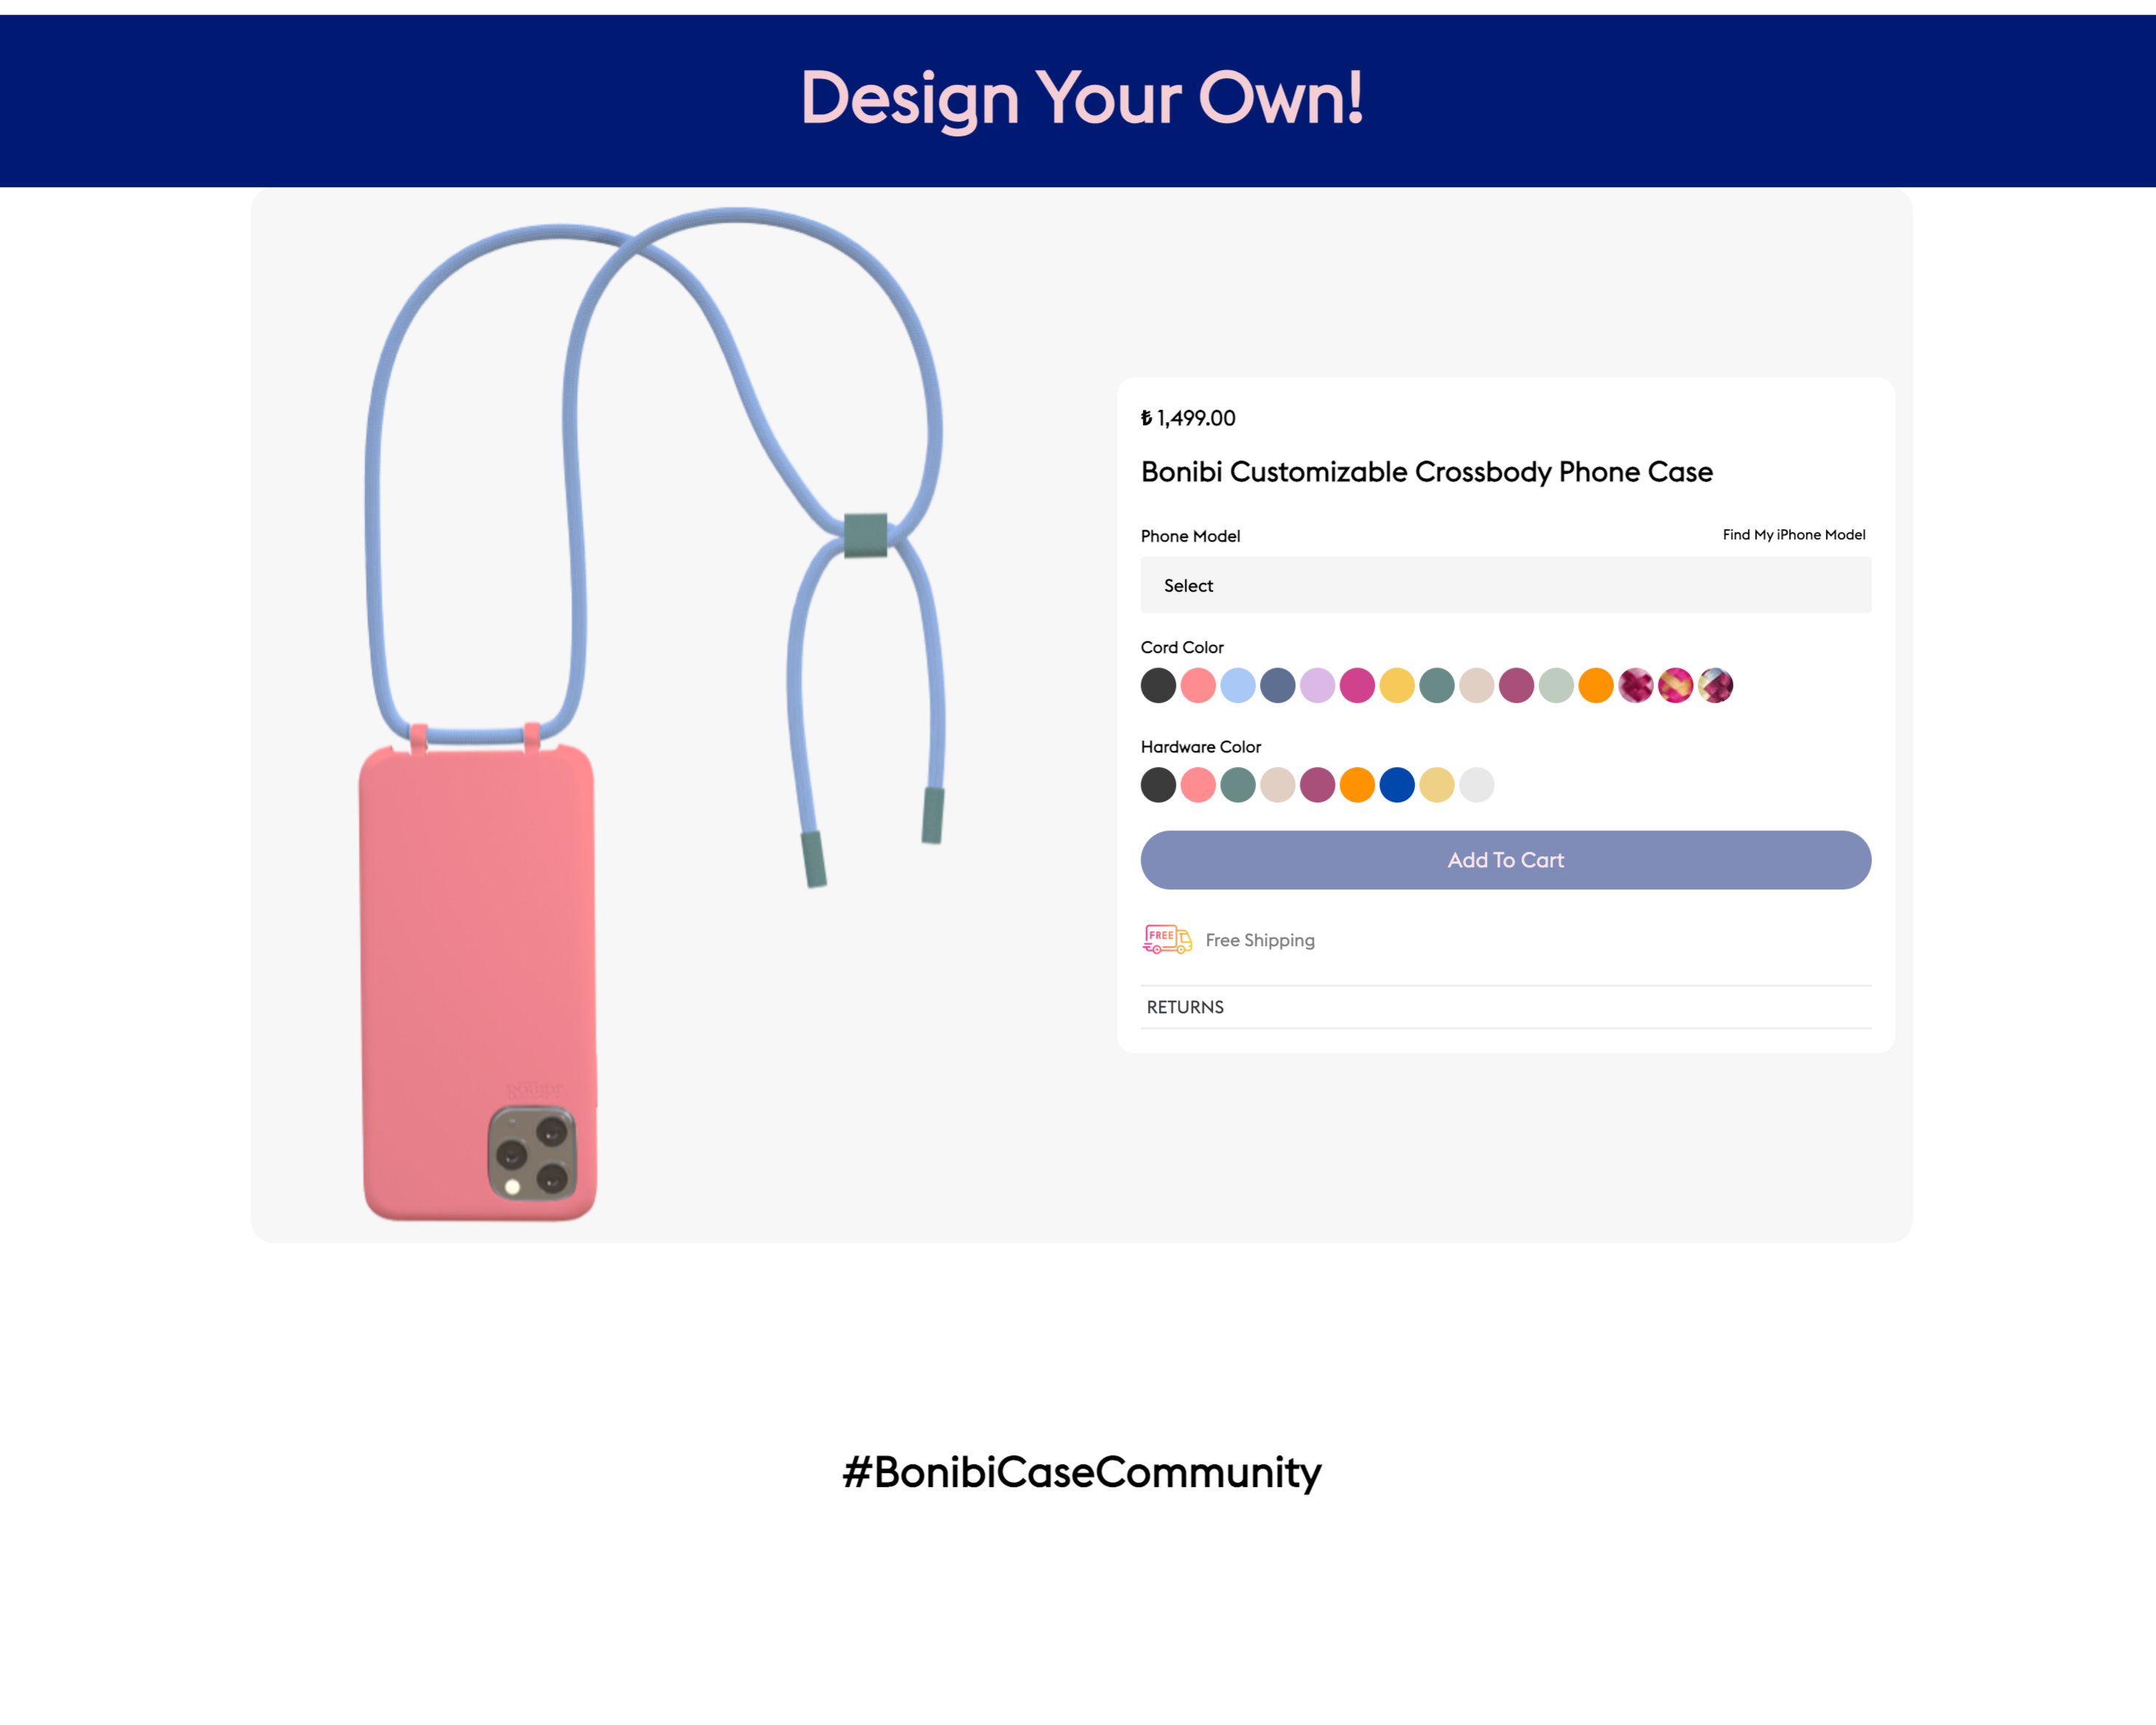 Design Your Own!
₺ 1,499.00
Bonibi Customizable Crossbody Phone Case
Phone Model
Find My iPhone Model
Select
Cord Color
Hardware Color
Add To Cart
FREE
Free Shipping
RETURNS
#BonibiCaseCommunity